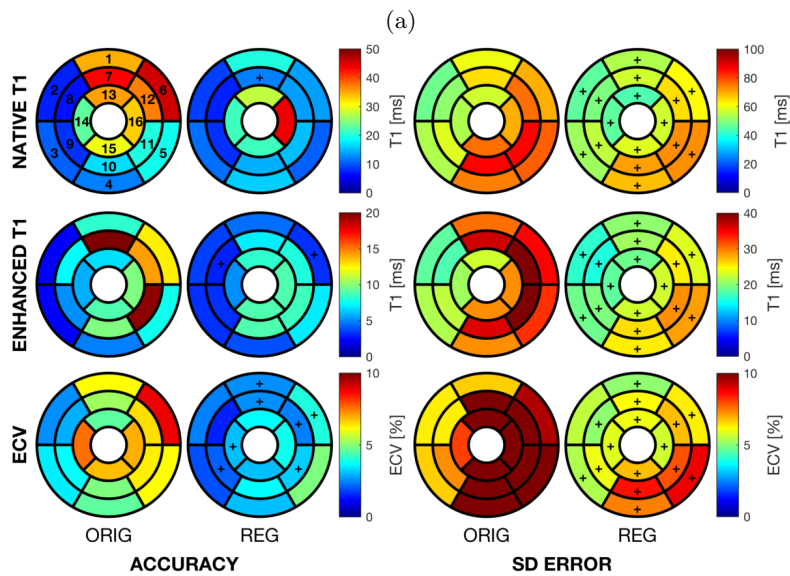 (a)
NATIVE T1
1
7
13
2
8
6
12
14
16
3
9
15
10
4
11
5
50
40
30
20
10
0
T1 [ms]
+
100
80
60
40
20
0
T1 [ms]
+ + + + + + + + + + + + + + + +
ENHANCED T1
20
15
10
5
0
T1 [ms]
+ +
40
30
20
10
0
T1 [ms]
+ + + + + + + + + + + + + + + +
ECV
10
5
0
ECV [%]
+ + + + + + + + +
10
5
0
ECV [%]
+ + + + + + + + + + + + + + + +
ORIG REG ORIG REG
ACCURACY SD ERROR